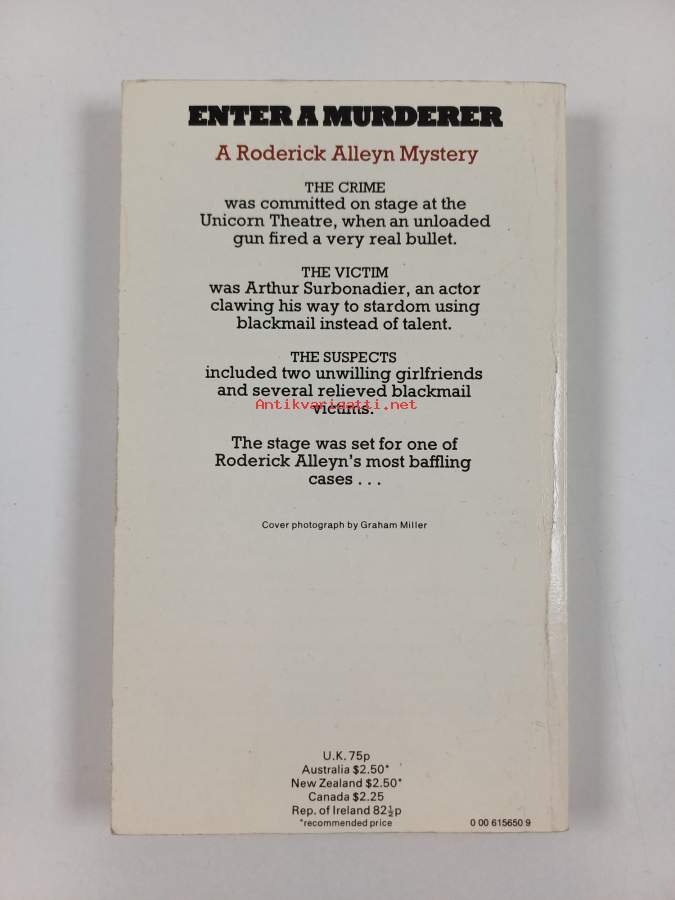 ENTER A MURDERER
A Roderick Alleyn Mystery
THE CRIME
was committed on stage at the
Unicorn Theatre, when an unloaded
gun fired a very real bullet.
THE VICTIM
was Arthur Surbonadier, an actor
clawing his way to stardom using
blackmail instead of talent.
THE SUSPECTS
included two unwilling girlfriends
and several relieved blackmail
Antikvariaatti.net
victims.
The stage was set for one of
Roderick Alleyn's most baffling
cases . . .
Cover photograph by Graham Miller
U.K. 75p
Australia $2.50*
New Zealand $2.50*
Canada $2.25
Rep. of Ireland 82½p
*recommended price
0 00 615650 9